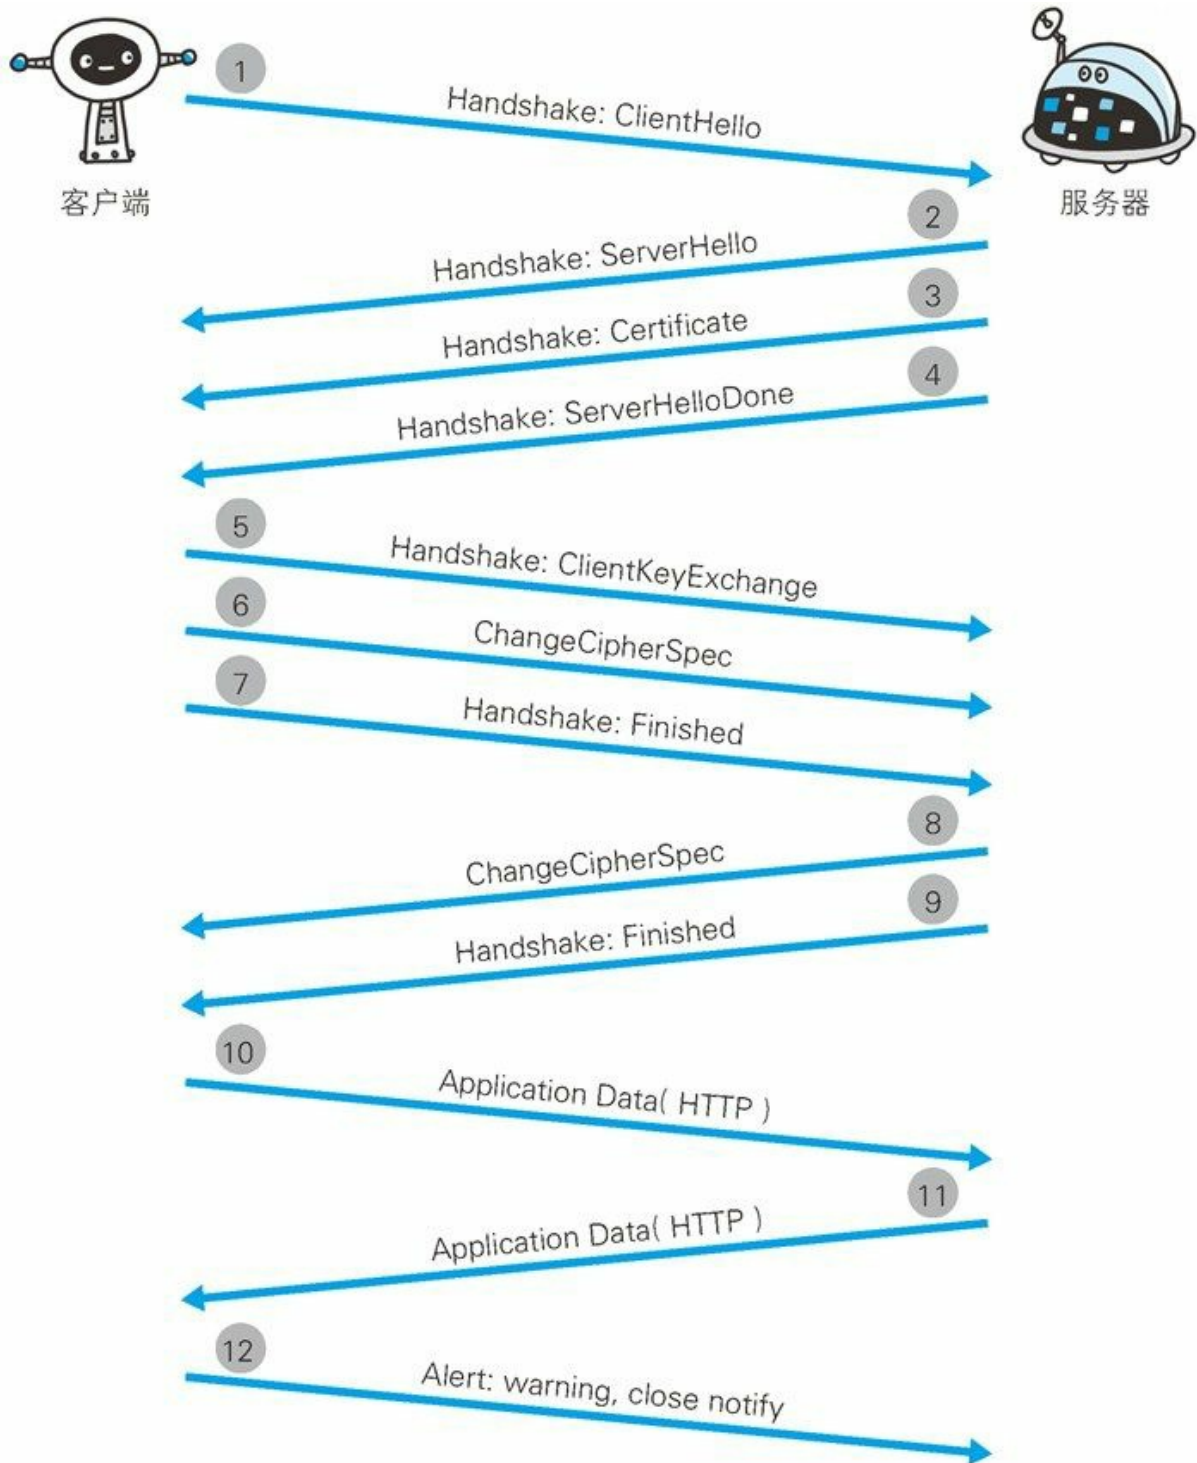 1
Handshake: ClientHello
客户端
服务器
2
Handshake: ServerHello
3
Handshake: Certificate
4
Handshake: ServerHelloDone
5
Handshake: ClientKeyExchange
6
ChangeCipherSpec
7
Handshake: Finished
8
ChangeCipherSpec
9
Handshake: Finished
10
Application Data( HTTP )
11
Application Data( HTTP )
12
Alert: warning, close notify